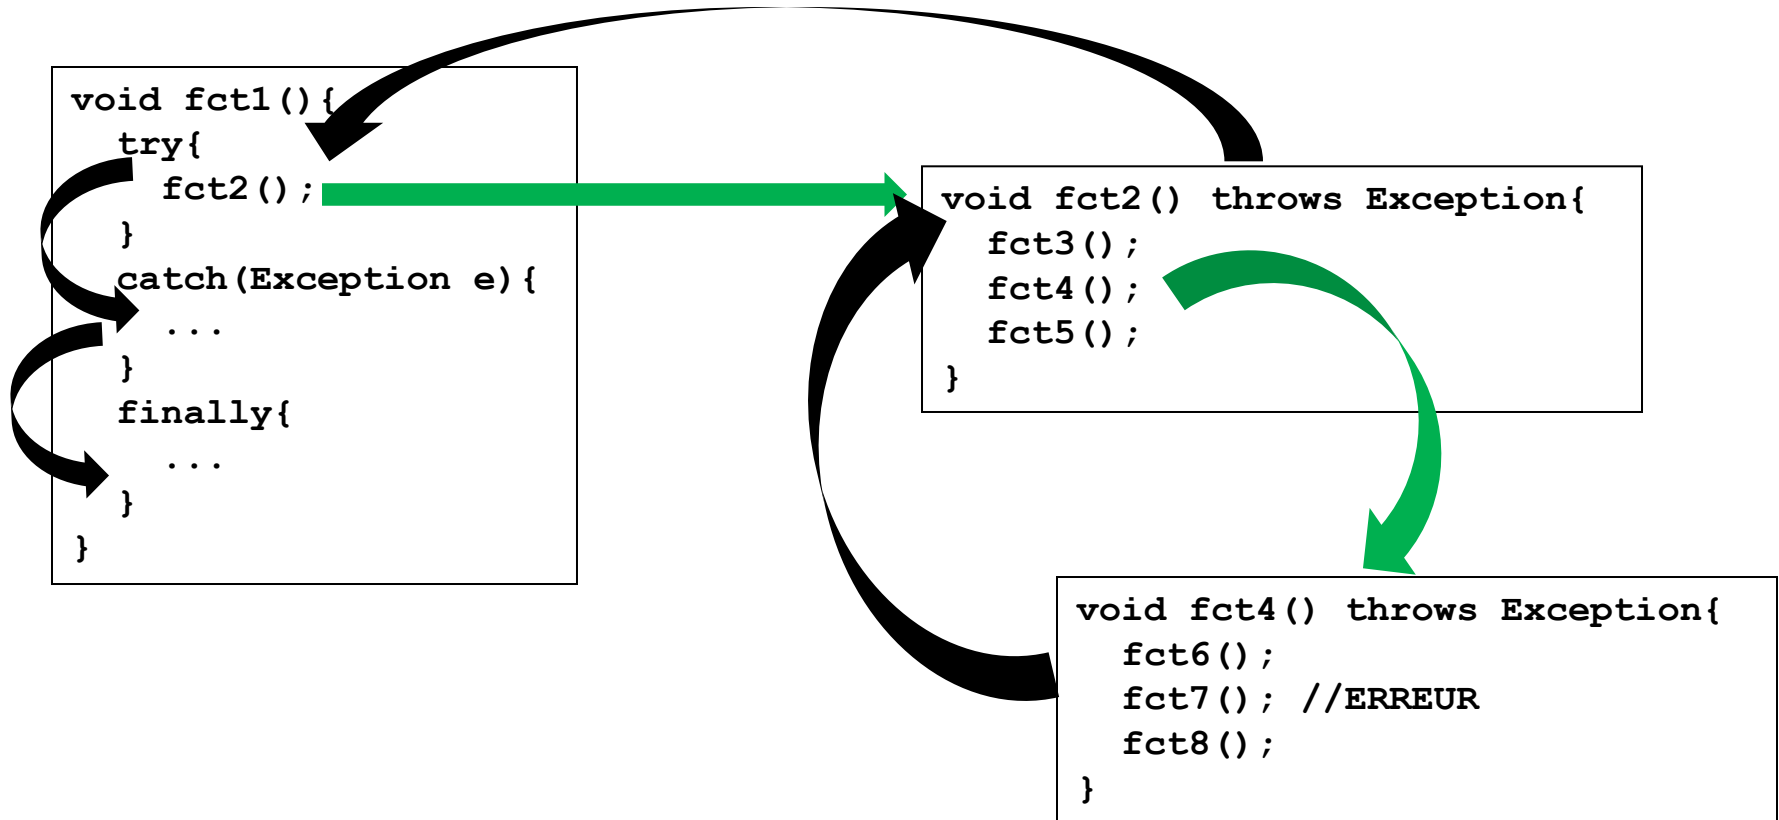 void fct1(){
  try{
    fct2();
  }
  catch(Exception e){
    ...
  }
  finally{
    ...
  }
}
void fct2() throws Exception{
  fct3();
  fct4();
  fct5();
}
void fct4() throws Exception{
  fct6();
  fct7(); //ERREUR
  fct8();
}